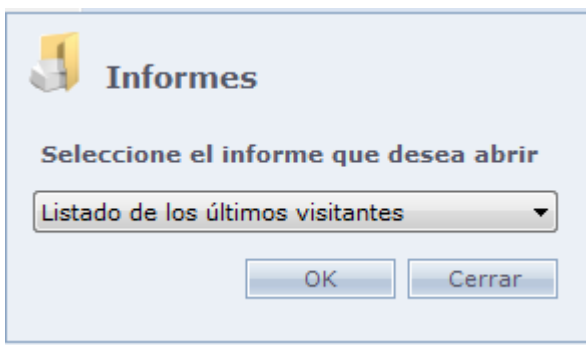 Informes
Seleccione el informe que desea abrir
Listado de los últimos visitantes
OK Cerrar